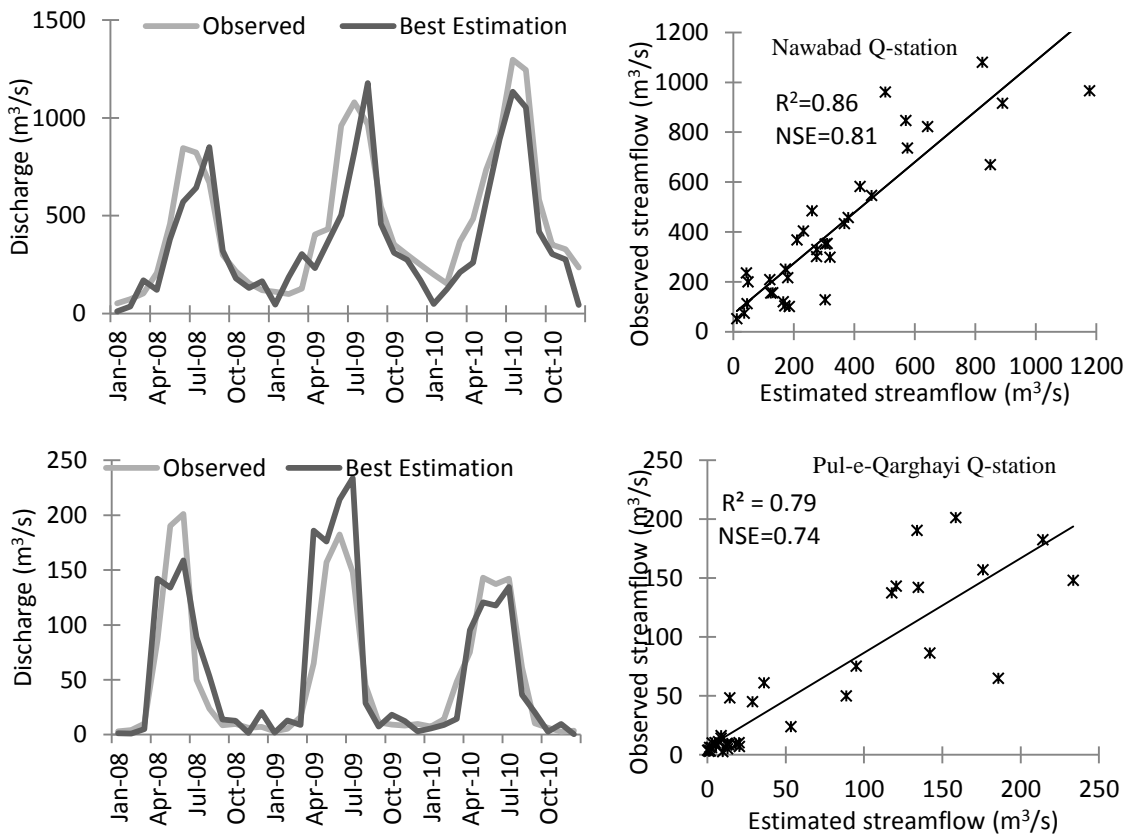 Observed Best Estimation
Discharge (m³/s)
1500
1000
500
0
Jan-08
Apr-08
Jul-08
Oct-08
Jan-09
Apr-09
Jul-09
Oct-09
Jan-10
Apr-10
Jul-10
Oct-10
Nawabad Q-station
R²=0.86
NSE=0.81
Observed streamflow (m³/s)
1200
1000
800
600
400
200
0
0 200 400 600 800 1000 1200
Estimated streamflow (m³/s)
Observed Best Estimation
Discharge (m³/s)
250
200
150
100
50
0
Jan-08
Apr-08
Jul-08
Oct-08
Jan-09
Apr-09
Jul-09
Oct-09
Jan-10
Apr-10
Jul-10
Oct-10
Pul-e-Qarghayi Q-station
R² = 0.79
NSE=0.74
Observed streamflow (m³/s)
250
200
150
100
50
0
0 50 100 150 200 250
Estimated streamflow (m³/s)